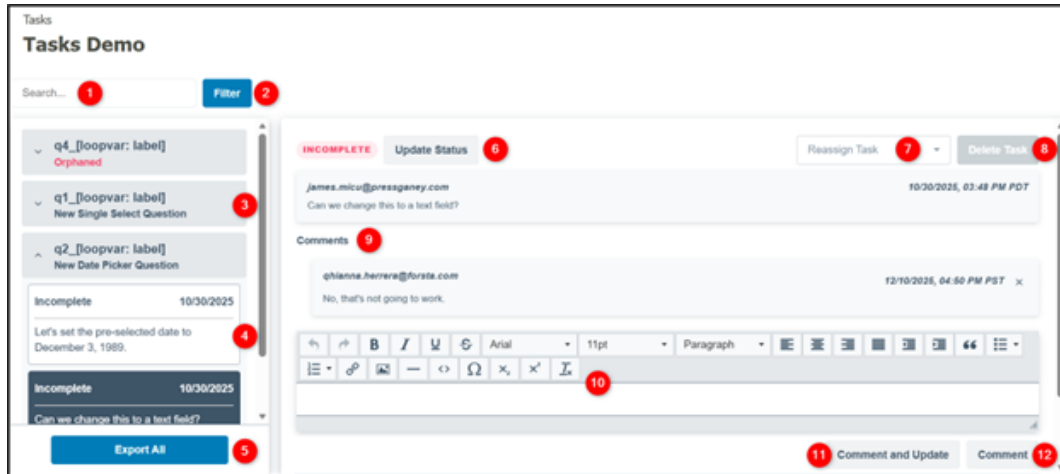 Tasks
Tasks Demo
Search... 1 Filter 2
q4_[loopvar: label]
Orphaned
q1_[loopvar: label] 3
New Single Select Question
q2_[loopvar: label]
New Date Picker Question
Incomplete 10/30/2025
Let's set the pre-selected date to 4
December 3, 1989.
Incomplete 10/30/2025
Can we change this to a text field?
Export All 5
INCOMPLETE Update Status 6 Reassign Task 7 Delete Task 8
james.micu@pressganey.com 10/30/2025, 03:48 PM PDT
Can we change this to a text field?
Comments 9
qhianna.herrera@forsta.com 12/10/2025, 04:50 PM PST ×
No, that's not going to work.
B I U S Arial 11pt Paragraph
Ω x₂ x² Tx 10
11 Comment and Update Comment 12